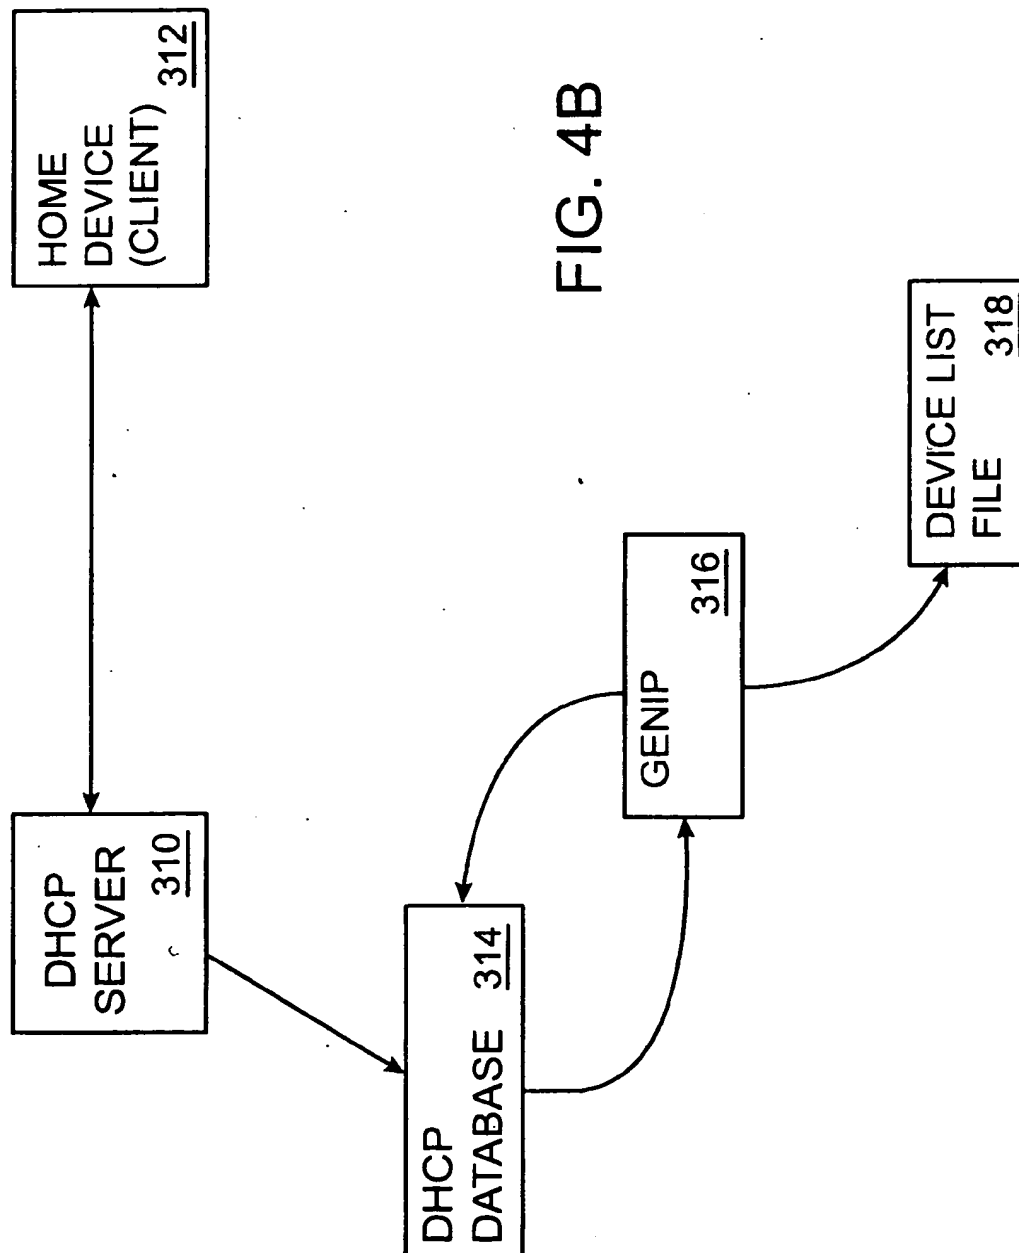 DHCP
SERVER
310
HOME
DEVICE
(CLIENT)
312
DHCP
DATABASE 314
GENIP
316
DEVICE LIST
FILE 318
FIG. 4B